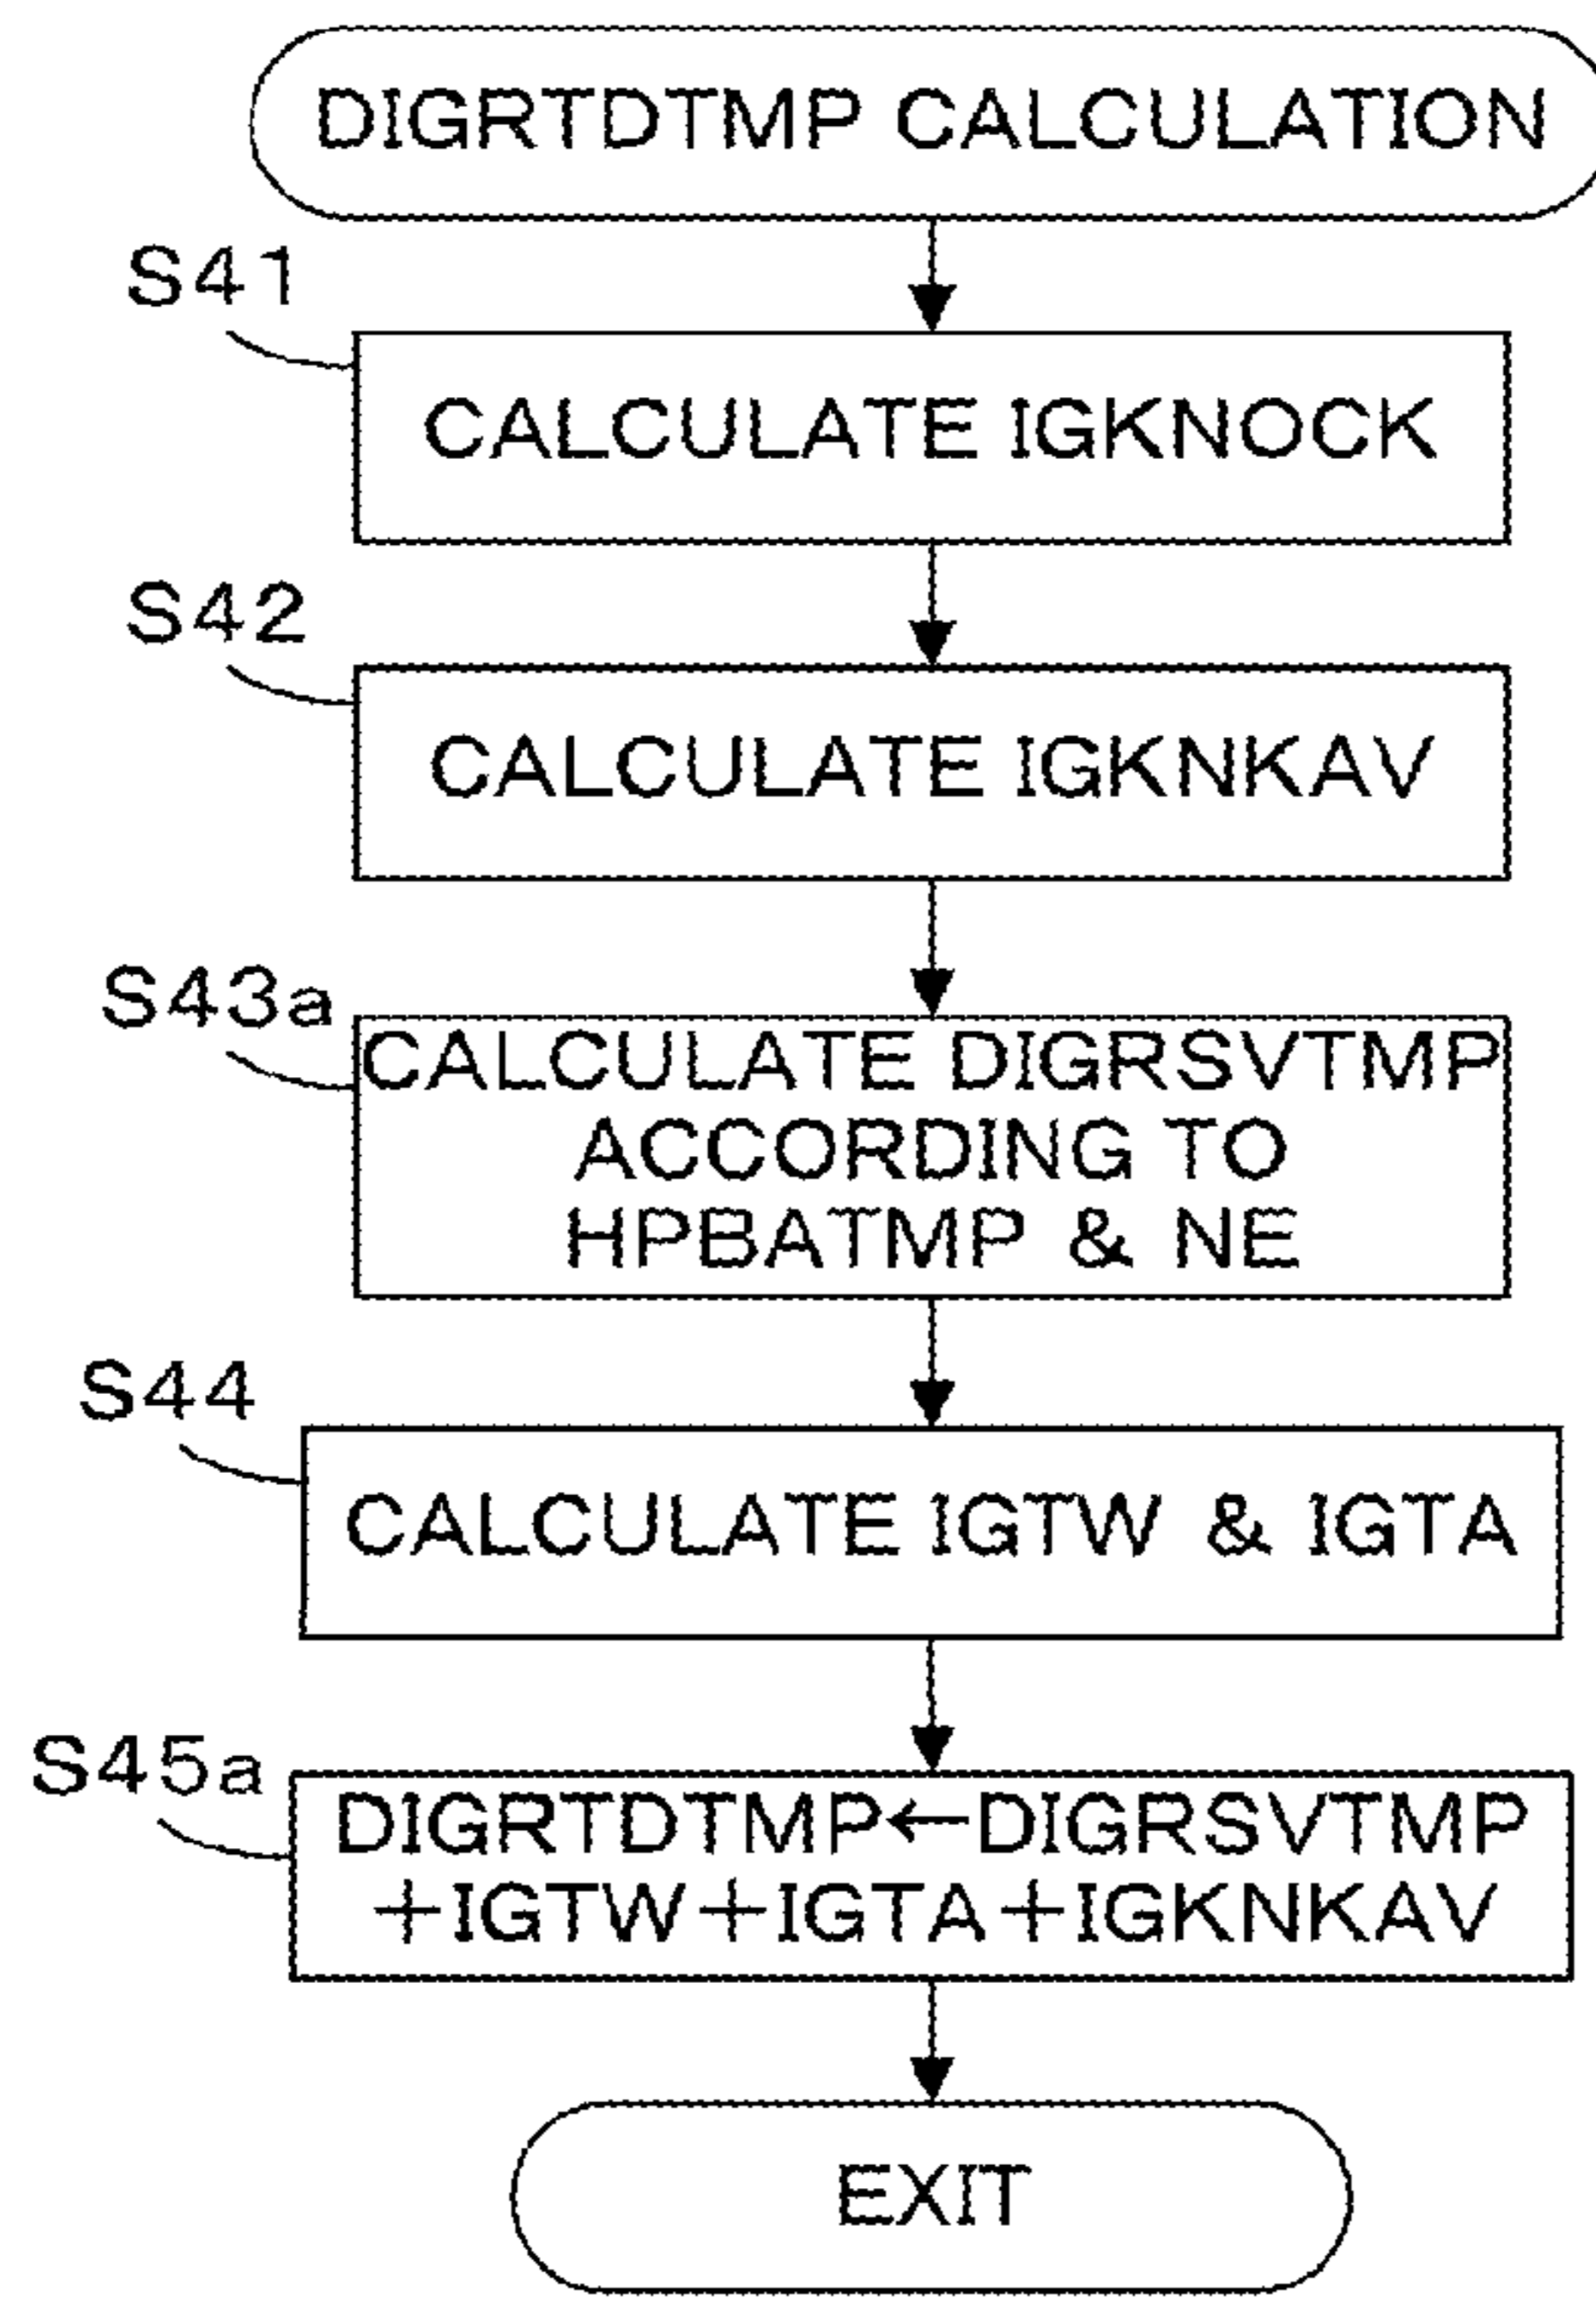 DIGRTDTMP CALCULATION
S41
CALCULATE IGKNOCK
S42
CALCULATE IGKNKAV
S43a
CALCULATE DIGRSVTMP
ACCORDING TO
HPBATMP & NE
S44
CALCULATE IGTW & IGTA
S45a
DIGRTDTMP←DIGRSVTMP
+IGTW+IGTA+IGKNKAV
EXIT